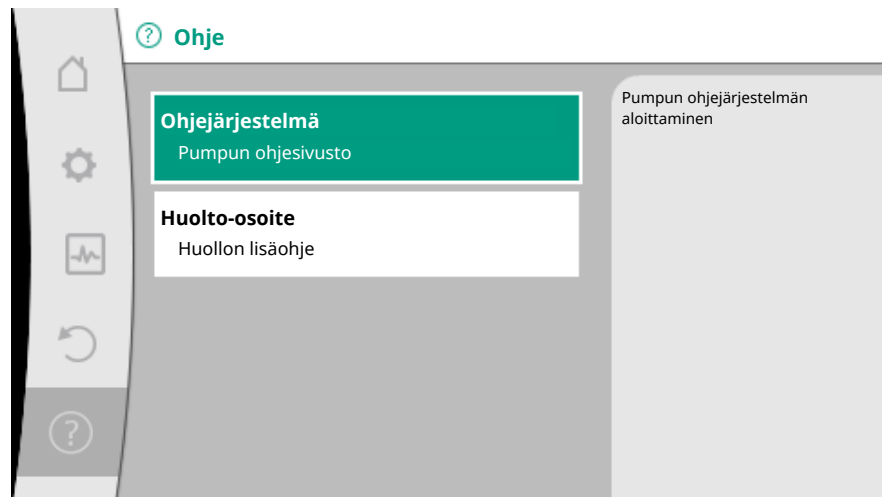 Ohje
Ohjejärjestelmä
Pumpun ohjesivusto
Huolto-osoite
Huollon lisäohje
Pumpun ohjejärjestelmän
aloittaminen